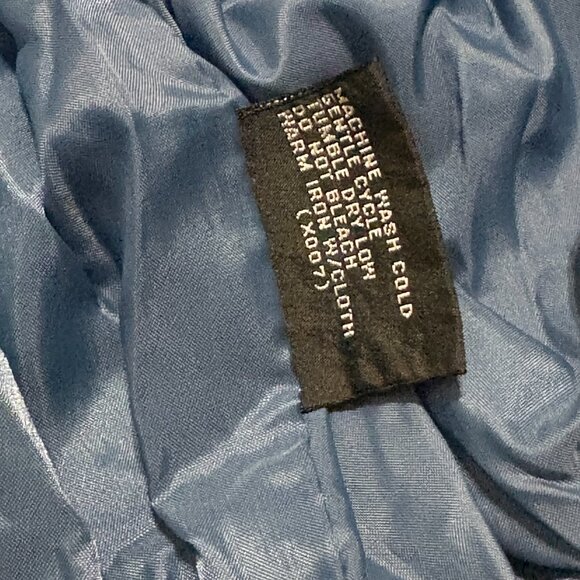 MACHINE WASH COLD
GENTLE CYCLE
TUMBLE DRY LOW
DO NOT BLEACH
WARM IRON W/CLOTH
(X007)